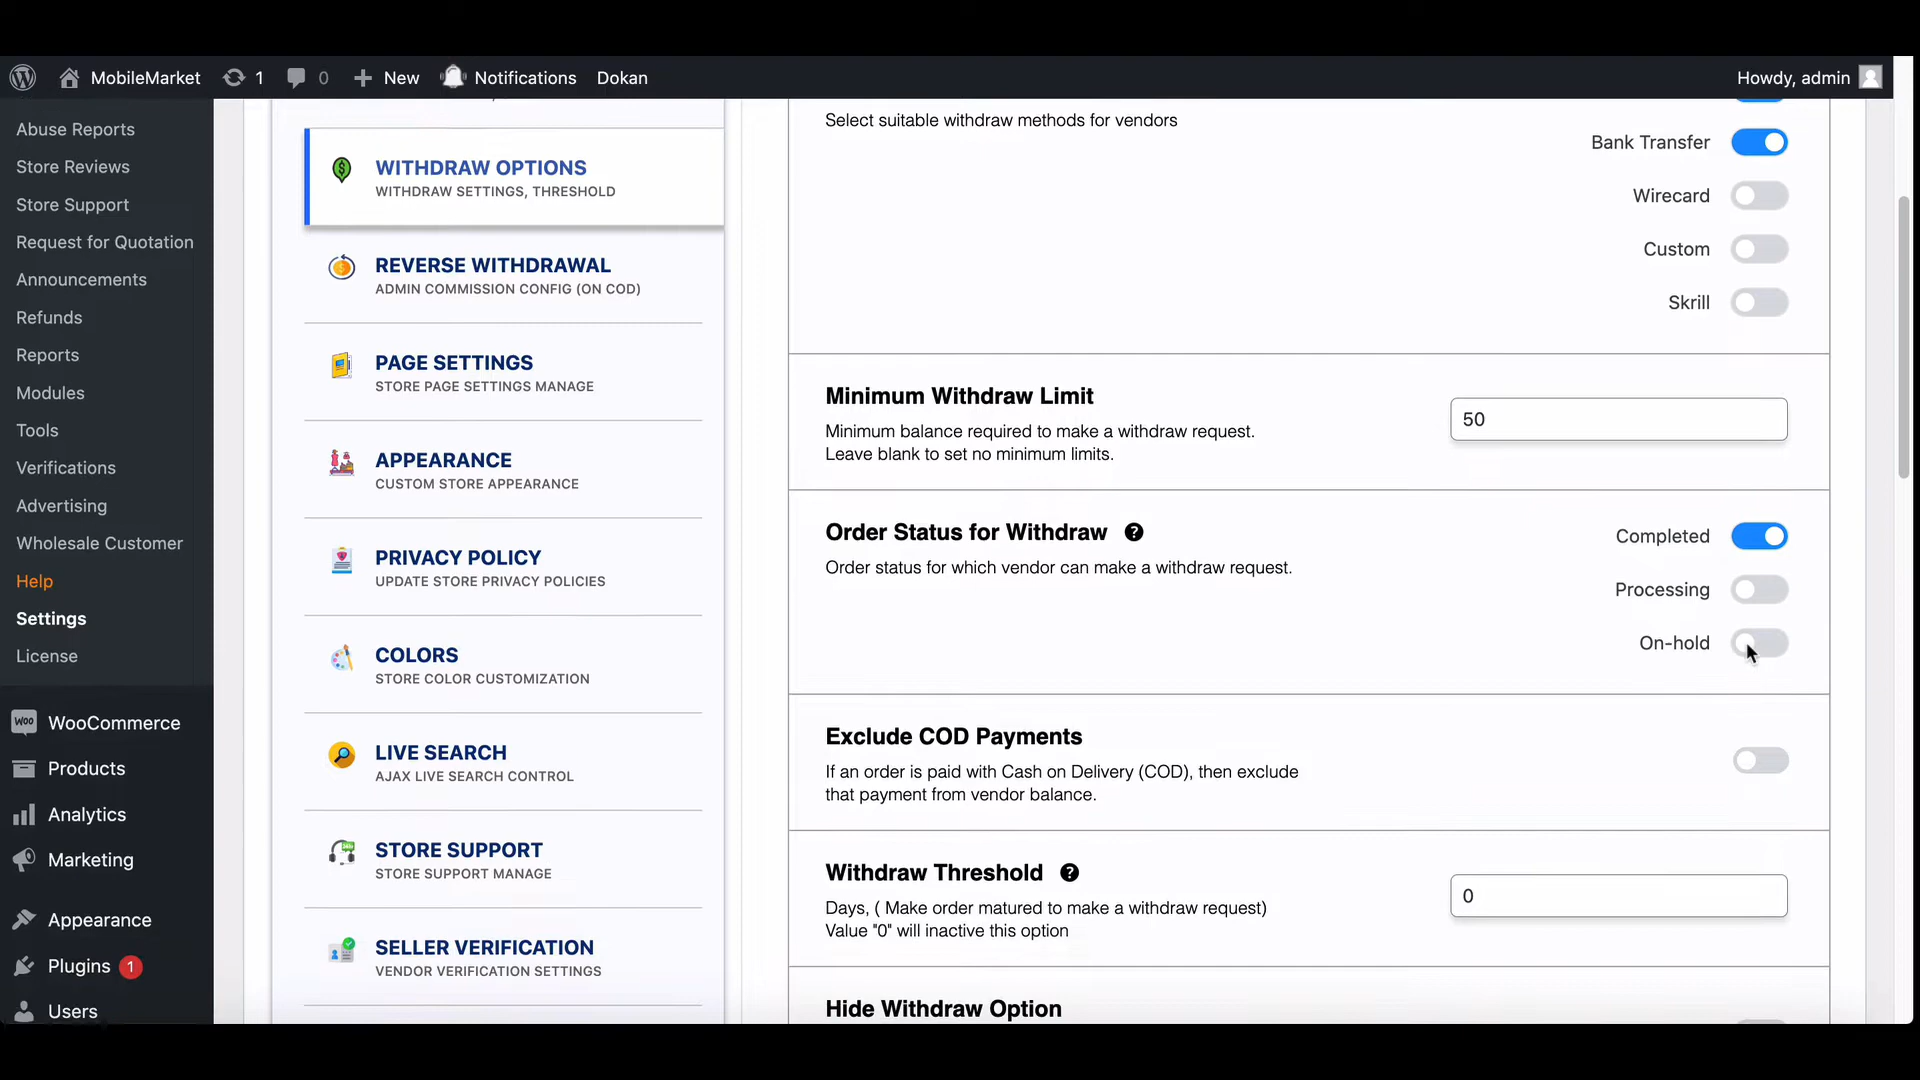 MobileMarket
1
0
New
Notifications
Dokan
Howdy, admin
Abuse Reports
Store Reviews
Store Support
Request for Quotation
Announcements
Refunds
Reports
Modules
Tools
Verifications
Advertising
Wholesale Customer
Help
Settings
License
WooCommerce
Products
Analytics
Marketing
Appearance
Plugins 1
Users
WITHDRAW OPTIONS
WITHDRAW SETTINGS, THRESHOLD
REVERSE WITHDRAWAL
ADMIN COMMISSION CONFIG (ON COD)
PAGE SETTINGS
STORE PAGE SETTINGS MANAGE
APPEARANCE
CUSTOM STORE APPEARANCE
PRIVACY POLICY
UPDATE STORE PRIVACY POLICIES
COLORS
STORE COLOR CUSTOMIZATION
LIVE SEARCH
AJAX LIVE SEARCH CONTROL
STORE SUPPORT
STORE SUPPORT MANAGE
SELLER VERIFICATION
VENDOR VERIFICATION SETTINGS
Select suitable withdraw methods for vendors
Bank Transfer
Wirecard
Custom
Skrill
Minimum Withdraw Limit
Minimum balance required to make a withdraw request.
Leave blank to set no minimum limits.
50
Order Status for Withdraw ?
Order status for which vendor can make a withdraw request.
Completed
Processing
On-hold
Exclude COD Payments
If an order is paid with Cash on Delivery (COD), then exclude
that payment from vendor balance.
Withdraw Threshold ?
Days, ( Make order matured to make a withdraw request)
Value "0" will inactive this option
0
Hide Withdraw Option